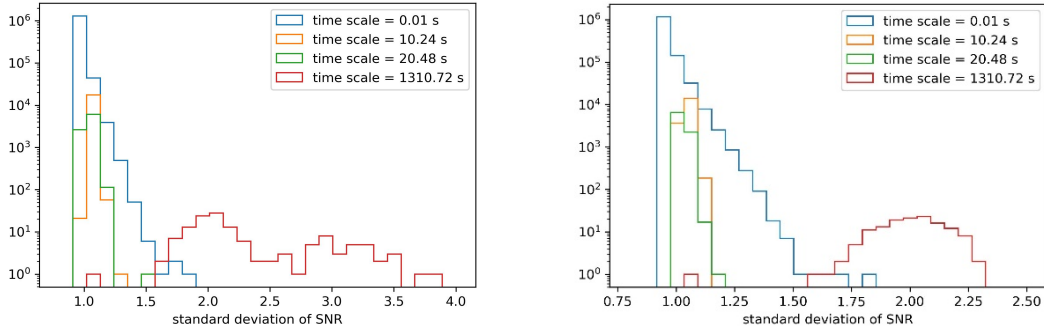 10⁶
10⁵
10⁴
10³
10²
10¹
10⁰
time scale = 0.01 s
time scale = 10.24 s
time scale = 20.48 s
time scale = 1310.72 s
1.0 1.5 2.0 2.5 3.0 3.5 4.0
standard deviation of SNR
10⁶
10⁵
10⁴
10³
10²
10¹
10⁰
time scale = 0.01 s
time scale = 10.24 s
time scale = 20.48 s
time scale = 1310.72 s
0.75 1.00 1.25 1.50 1.75 2.00 2.25 2.50
standard deviation of SNR